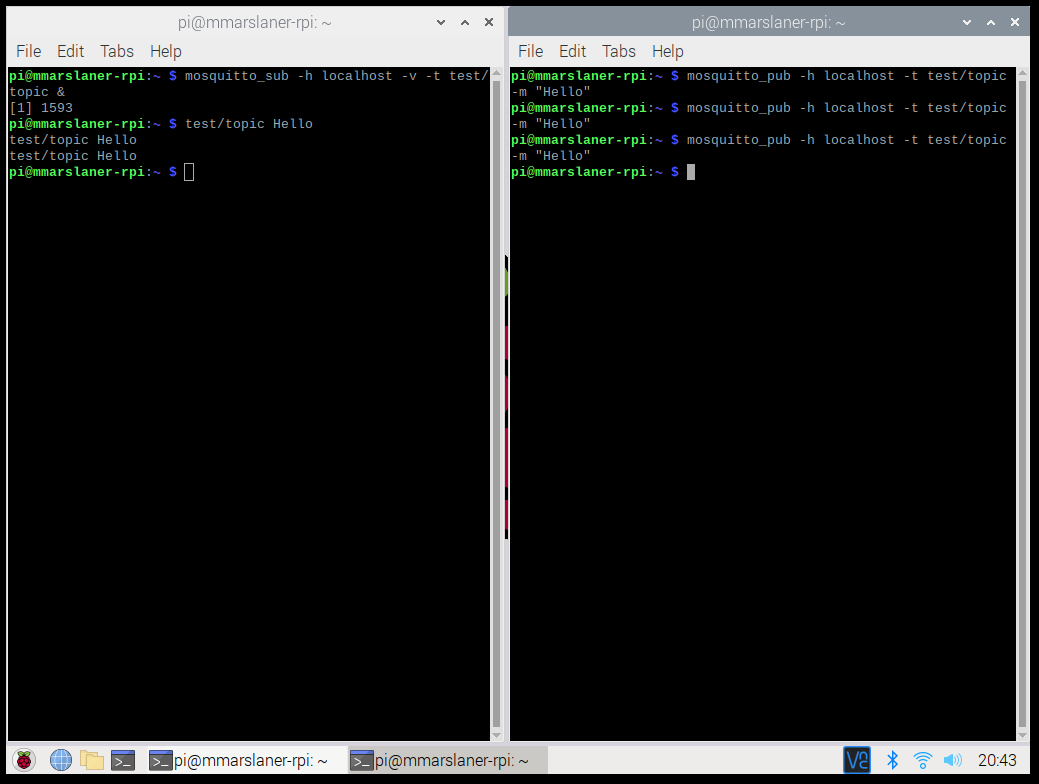 pi@mmarslaner-rpi: ~
File Edit Tabs Help
pi@mmarslaner-rpi:~ $ mosquitto_sub -h localhost -v -t test/
topic &
[1] 1593
pi@mmarslaner-rpi:~ $ test/topic Hello
test/topic Hello
test/topic Hello
pi@mmarslaner-rpi:~ $
pi@mmarslaner-rpi: ~
File Edit Tabs Help
pi@mmarslaner-rpi:~ $ mosquitto_pub -h localhost -t test/topic
-m "Hello"
pi@mmarslaner-rpi:~ $ mosquitto_pub -h localhost -t test/topic
-m "Hello"
pi@mmarslaner-rpi:~ $ mosquitto_pub -h localhost -t test/topic
-m "Hello"
pi@mmarslaner-rpi:~ $
>_ >_ pi@mmarslaner-rpi: ~ >_ pi@mmarslaner-rpi: ~ V2 20:43